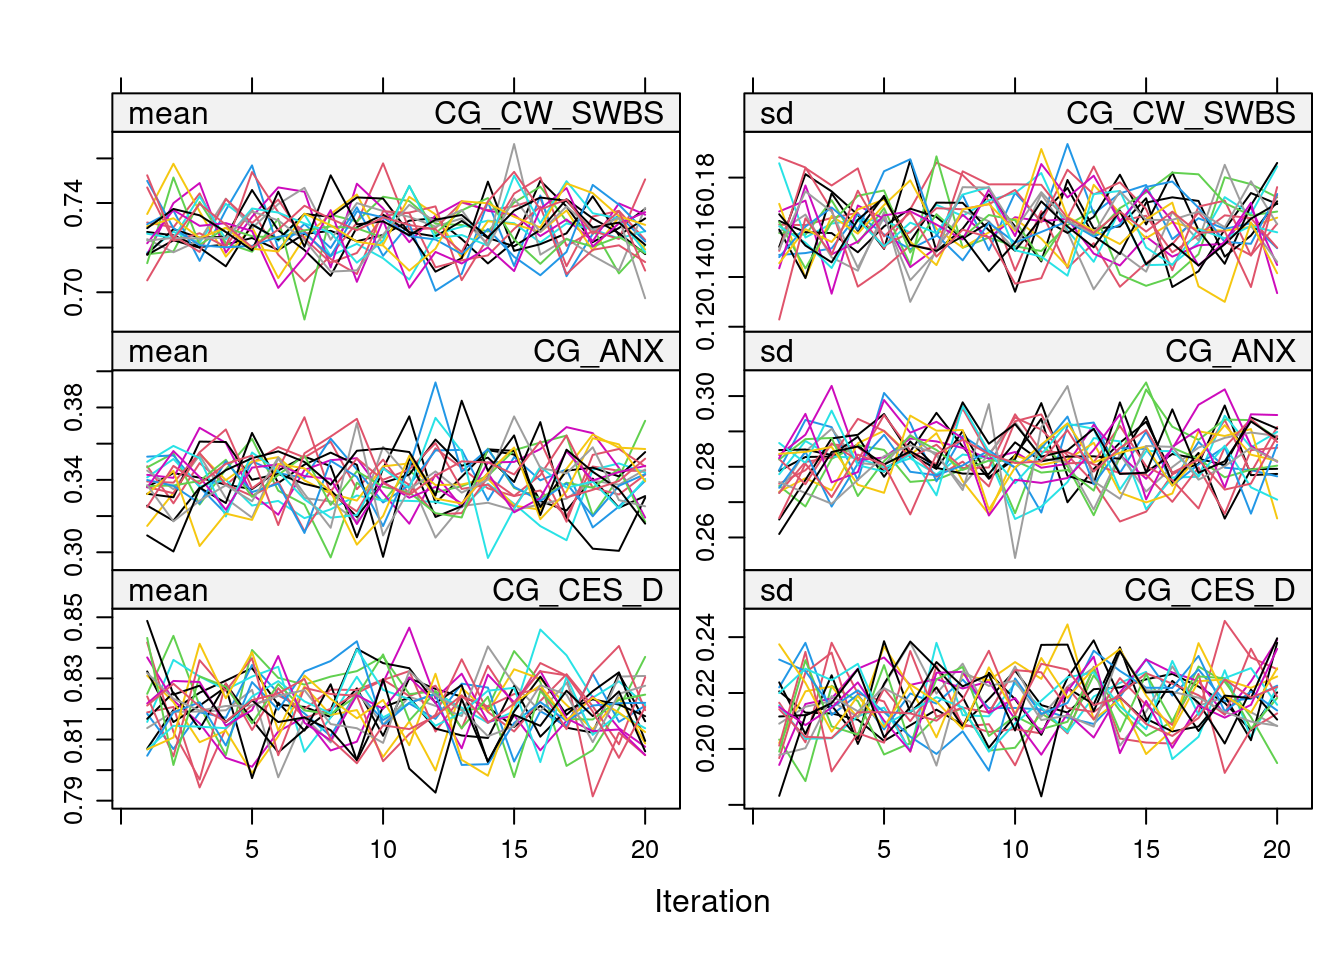 mean CG_CW_SWBS
sd CG_CW_SWBS
0.74
0.70
0.18
0.16
0.14
0.12
mean CG_ANX
sd CG_ANX
0.38
0.34
0.30
0.30
0.28
0.26
mean CG_CES_D
sd CG_CES_D
0.85
0.83
0.81
0.79
0.24
0.22
0.20
5 10 15 20
5 10 15 20
Iteration